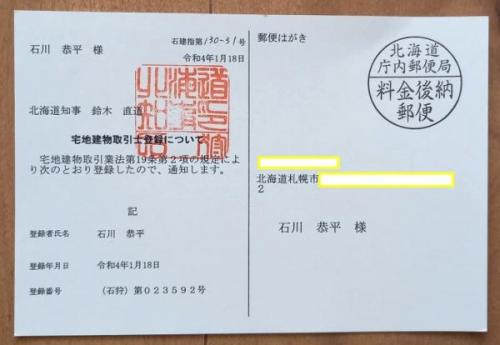 石川 恭平 様
石建指第130-31号
令和4年1月18日
北海道知事 鈴木 直道
宅地建物取引士登録について
宅地建物取引業法第19条第2項の規定によ
り次のとおり登録したので、通知します。
記
登録者氏名 石川 恭平
登録年月日 令和4年1月18日
登録番号 (石狩)第023592号
郵便はがき
北海道
庁内郵便局
料金後納
郵便
北海道札幌市
2
石川 恭平 様